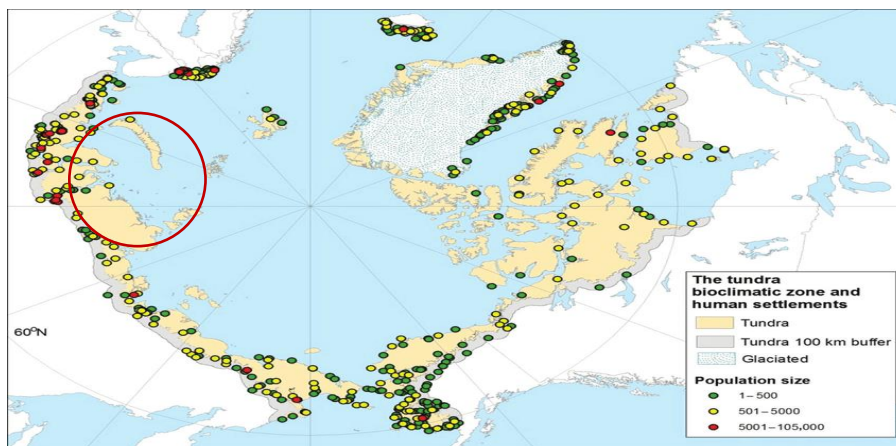 60°N
The tundra
bioclimatic zone and
human settlements
Tundra
Tundra 100 km buffer
Glaciated
Population size
1–500
501–5000
5001–105,000